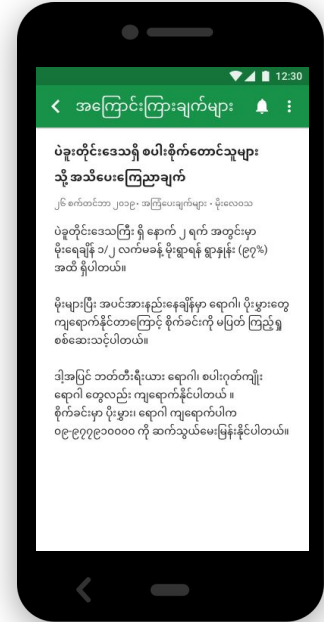 12:30
အကြောင်းကြားချက်များ
ပဲခူးတိုင်းဒေသရှိ စပါးစိုက်တောင်သူများ
သို့ အသိပေးကြေညာချက်
၂၆ စက်တင်ဘာ ၂၀၁၉ • အကြံပေးချက်များ • မိုးလေဝသ
ပဲခူးတိုင်းဒေသကြီး ရှိ နောက် ၂ ရက် အတွင်းမှာ
မိုးရေချိန် ၁/၂ လက်မခန့် မိုးရွာရန် ရွာနှုန်း (၉၇%)
အထိ ရှိပါတယ်။
မိုးများပြီး အပင်အားနည်းနေချိန်မှာ ရောဂါ၊ ပိုးမွှားတွေ
ကျရောက်နိုင်တာကြောင့် စိုက်ခင်းကို မပြတ် ကြည့်ရှု
စစ်ဆေးသင့်ပါတယ်။
ဒါ့အပြင် ဘတ်တီးရီးယား ရောဂါ၊ စပါးဂုတ်ကျိုး
ရောဂါ တွေလည်း ကျရောက်နိုင်ပါတယ် ။
စိုက်ခင်းမှာ ပိုးမွှား၊ ရောဂါ ကျရောက်ပါက
၀၉-၉၇၇၉၁၀၀၀၀ ကို ဆက်သွယ်မေးမြန်းနိုင်ပါတယ်။